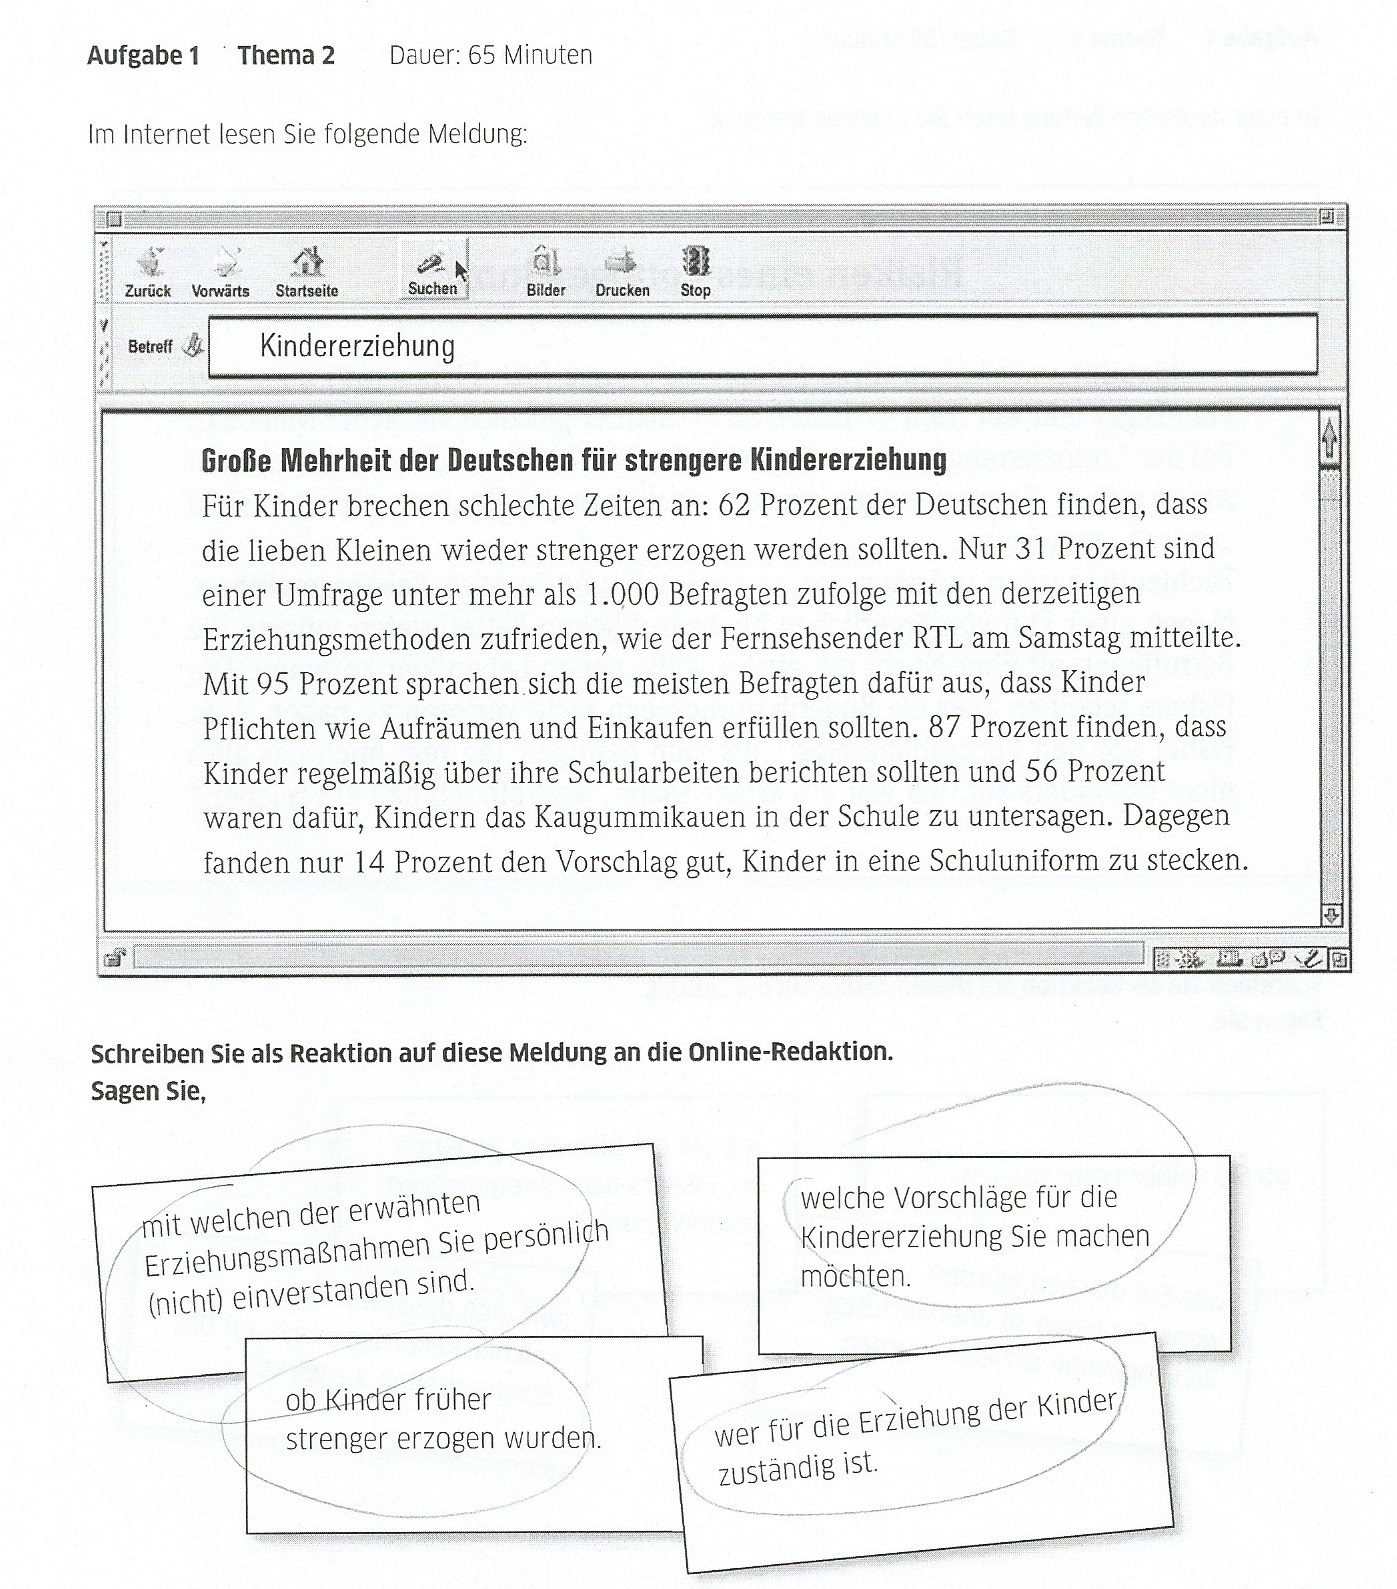 Aufgabe 1 Thema 2 Dauer: 65 Minuten
Im Internet lesen Sie folgende Meldung:
Zurück Vorwärts Startseite Suchen Bilder Drucken Stop
Betreff Kindererziehung
Große Mehrheit der Deutschen für strengere Kindererziehung
Für Kinder brechen schlechte Zeiten an: 62 Prozent der Deutschen finden, dass
die lieben Kleinen wieder strenger erzogen werden sollten. Nur 31 Prozent sind
einer Umfrage unter mehr als 1.000 Befragten zufolge mit den derzeitigen
Erziehungsmethoden zufrieden, wie der Fernsehsender RTL am Samstag mitteilte.
Mit 95 Prozent sprachen sich die meisten Befragten dafür aus, dass Kinder
Pflichten wie Aufräumen und Einkaufen erfüllen sollten. 87 Prozent finden, dass
Kinder regelmäßig über ihre Schularbeiten berichten sollten und 56 Prozent
waren dafür, Kindern das Kaugummikauen in der Schule zu untersagen. Dagegen
fanden nur 14 Prozent den Vorschlag gut, Kinder in eine Schuluniform zu stecken.
Schreiben Sie als Reaktion auf diese Meldung an die Online-Redaktion.
Sagen Sie,
mit welchen der erwähnten
Erziehungsmaßnahmen Sie persönlich
(nicht) einverstanden sind.
welche Vorschläge für die
Kindererziehung Sie machen
möchten.
ob Kinder früher
strenger erzogen wurden.
wer für die Erziehung der Kinder
zuständig ist.